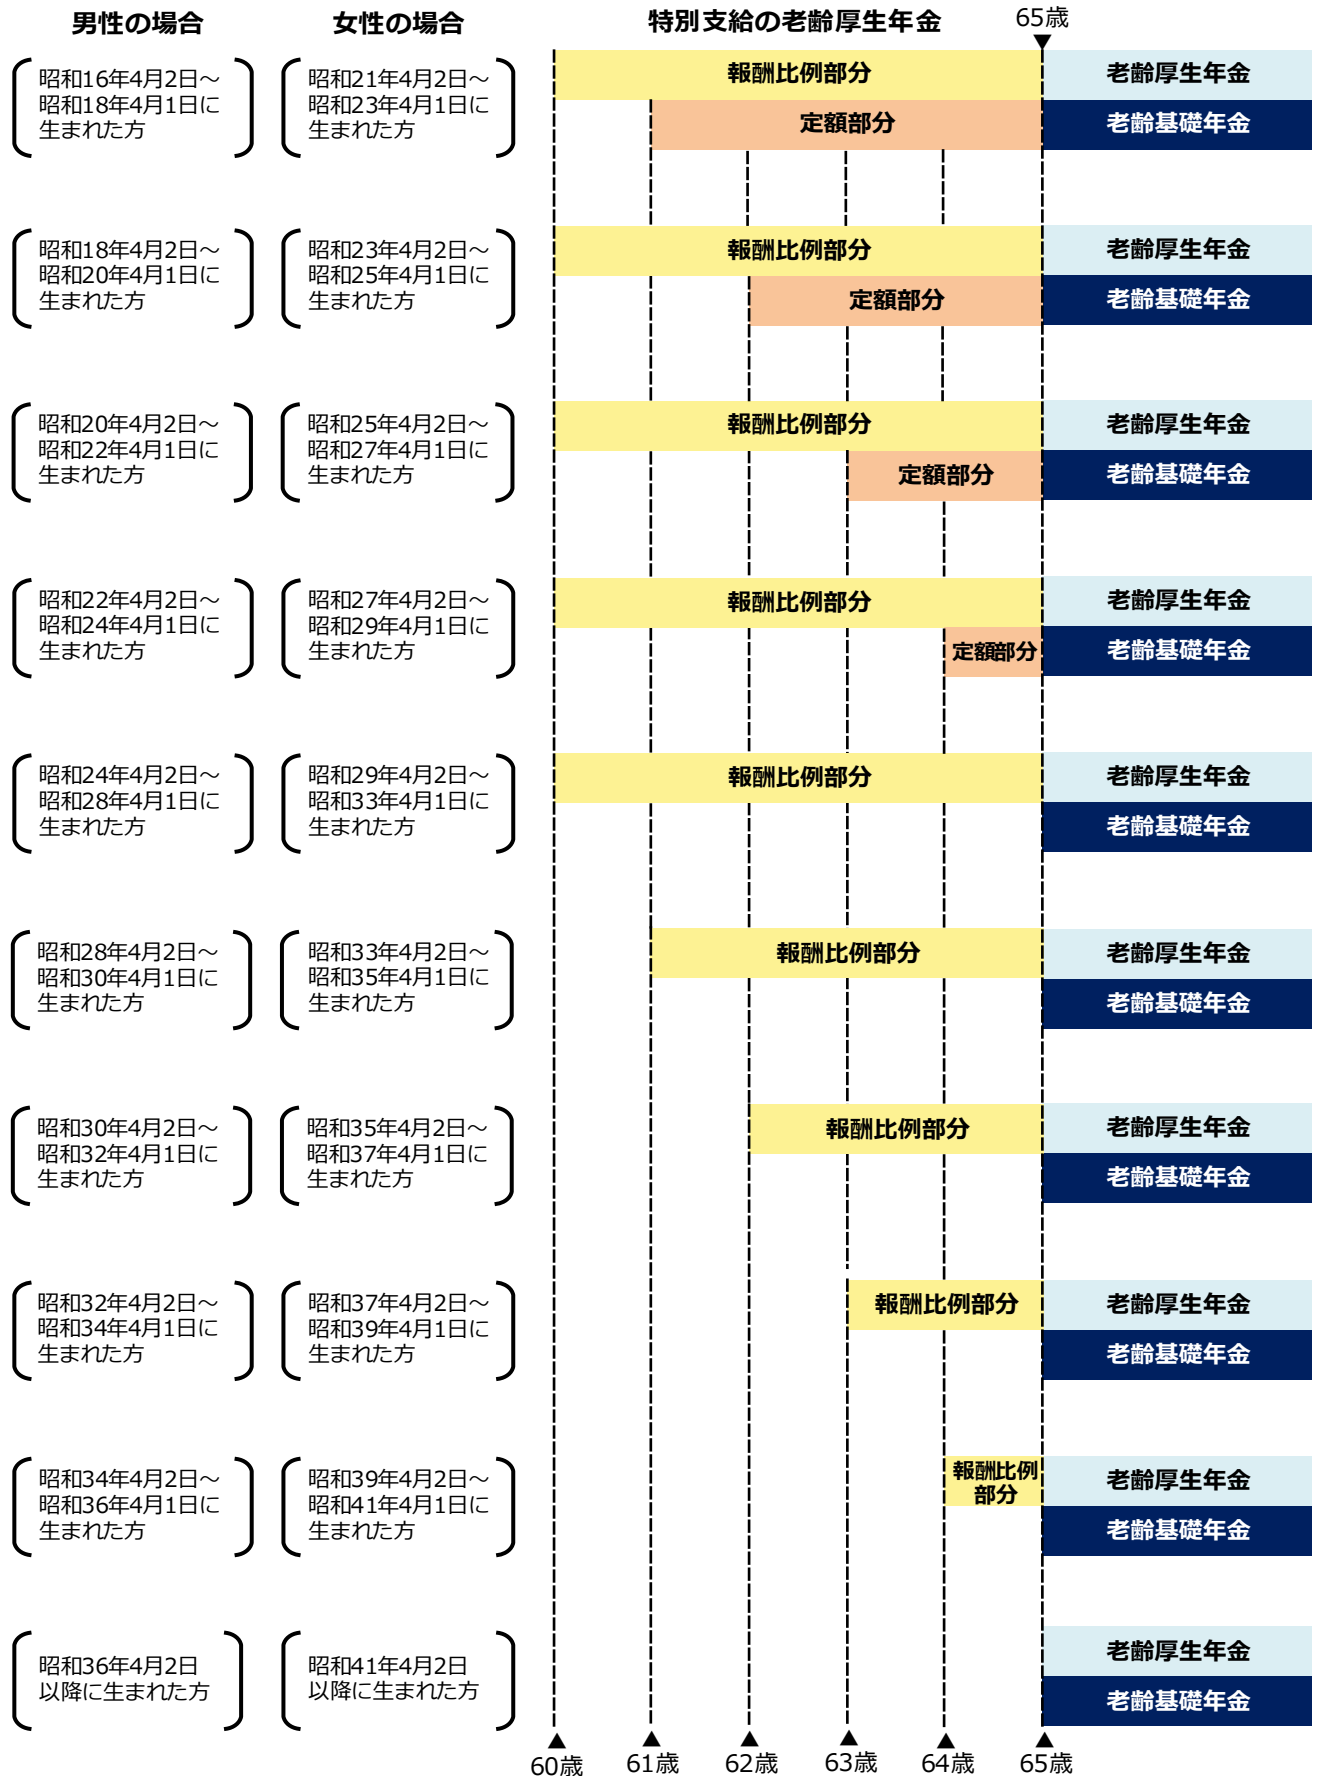 男性の場合
女性の場合
特別支給の老齢厚生年金
65歳
昭和16年4月2日～
昭和18年4月1日に
生まれた方
昭和21年4月2日～
昭和23年4月1日に
生まれた方
報酬比例部分
老齢厚生年金
定額部分
老齢基礎年金
昭和18年4月2日～
昭和20年4月1日に
生まれた方
昭和23年4月2日～
昭和25年4月1日に
生まれた方
報酬比例部分
老齢厚生年金
定額部分
老齢基礎年金
昭和20年4月2日～
昭和22年4月1日に
生まれた方
昭和25年4月2日～
昭和27年4月1日に
生まれた方
報酬比例部分
老齢厚生年金
定額部分
老齢基礎年金
昭和22年4月2日～
昭和24年4月1日に
生まれた方
昭和27年4月2日～
昭和29年4月1日に
生まれた方
報酬比例部分
老齢厚生年金
定額部分
老齢基礎年金
昭和24年4月2日～
昭和28年4月1日に
生まれた方
昭和29年4月2日～
昭和33年4月1日に
生まれた方
報酬比例部分
老齢厚生年金
老齢基礎年金
昭和28年4月2日～
昭和30年4月1日に
生まれた方
昭和33年4月2日～
昭和35年4月1日に
生まれた方
報酬比例部分
老齢厚生年金
老齢基礎年金
昭和30年4月2日～
昭和32年4月1日に
生まれた方
昭和35年4月2日～
昭和37年4月1日に
生まれた方
報酬比例部分
老齢厚生年金
老齢基礎年金
昭和32年4月2日～
昭和34年4月1日に
生まれた方
昭和37年4月2日～
昭和39年4月1日に
生まれた方
報酬比例部分
老齢厚生年金
老齢基礎年金
昭和34年4月2日～
昭和36年4月1日に
生まれた方
昭和39年4月2日～
昭和41年4月1日に
生まれた方
報酬比例
部分
老齢厚生年金
老齢基礎年金
昭和36年4月2日
以降に生まれた方
昭和41年4月2日
以降に生まれた方
老齢厚生年金
老齢基礎年金
60歳
61歳
62歳
63歳
64歳
65歳